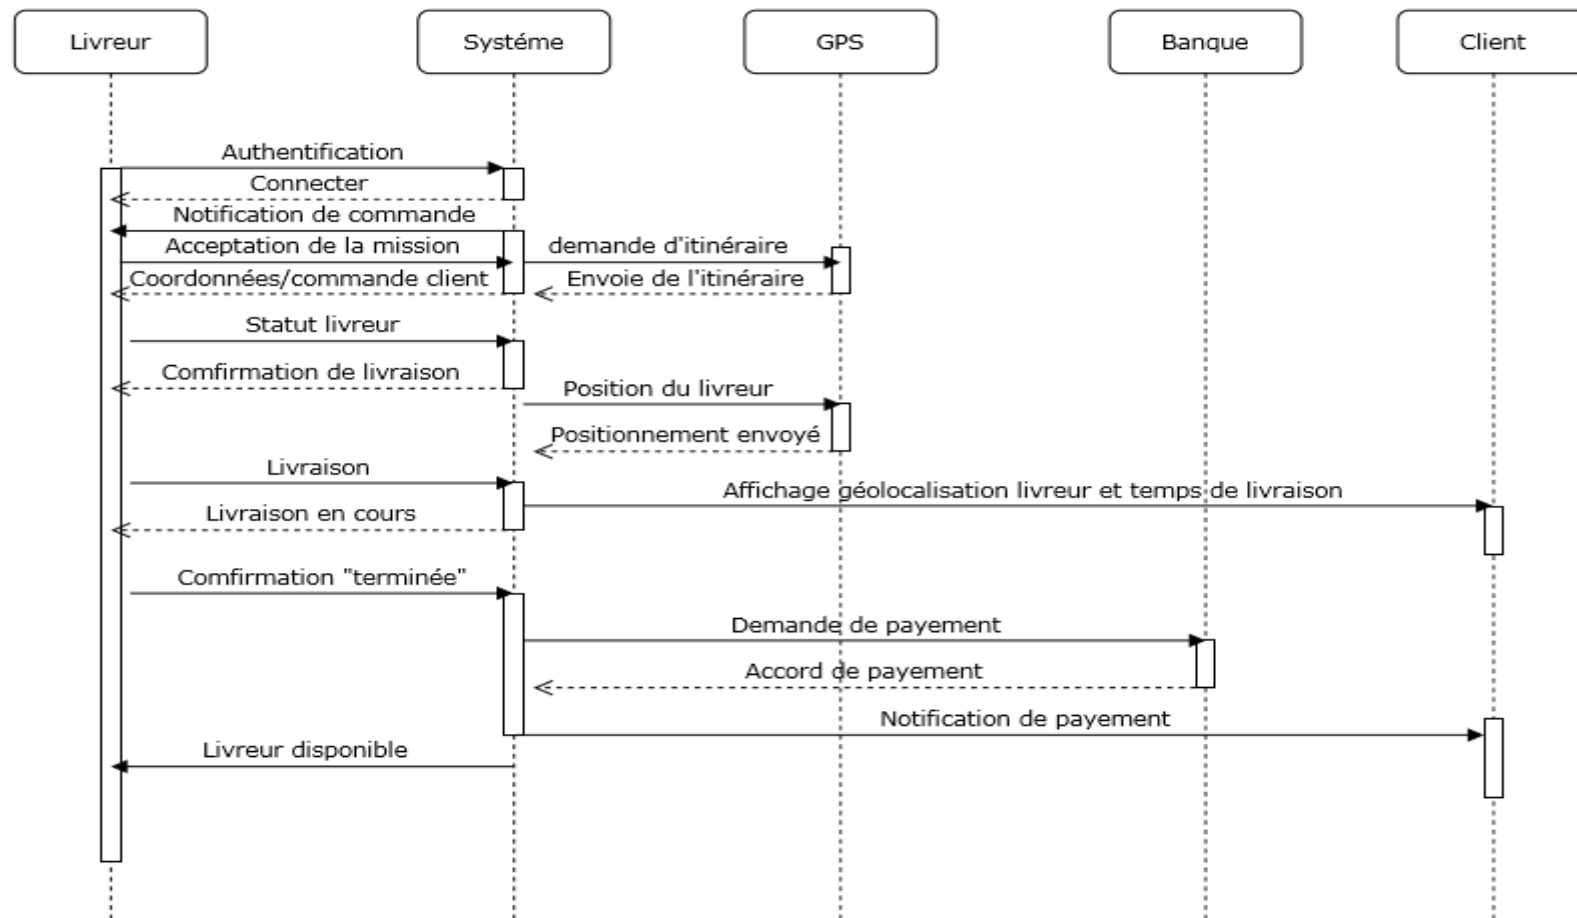 Livreur
Systéme
GPS
Banque
Client
Authentification
Connecter
Notification de commande
Acceptation de la mission
demande d'itinéraire
Coordonnées/commande client
Envoie de l'itinéraire
Statut livreur
Comfirmation de livraison
Position du livreur
Positionnement envoyé
Livraison
Affichage géolocalisation livreur et temps de livraison
Livraison en cours
Comfirmation "terminée"
Demande de payement
Accord de payement
Notification de payement
Livreur disponible